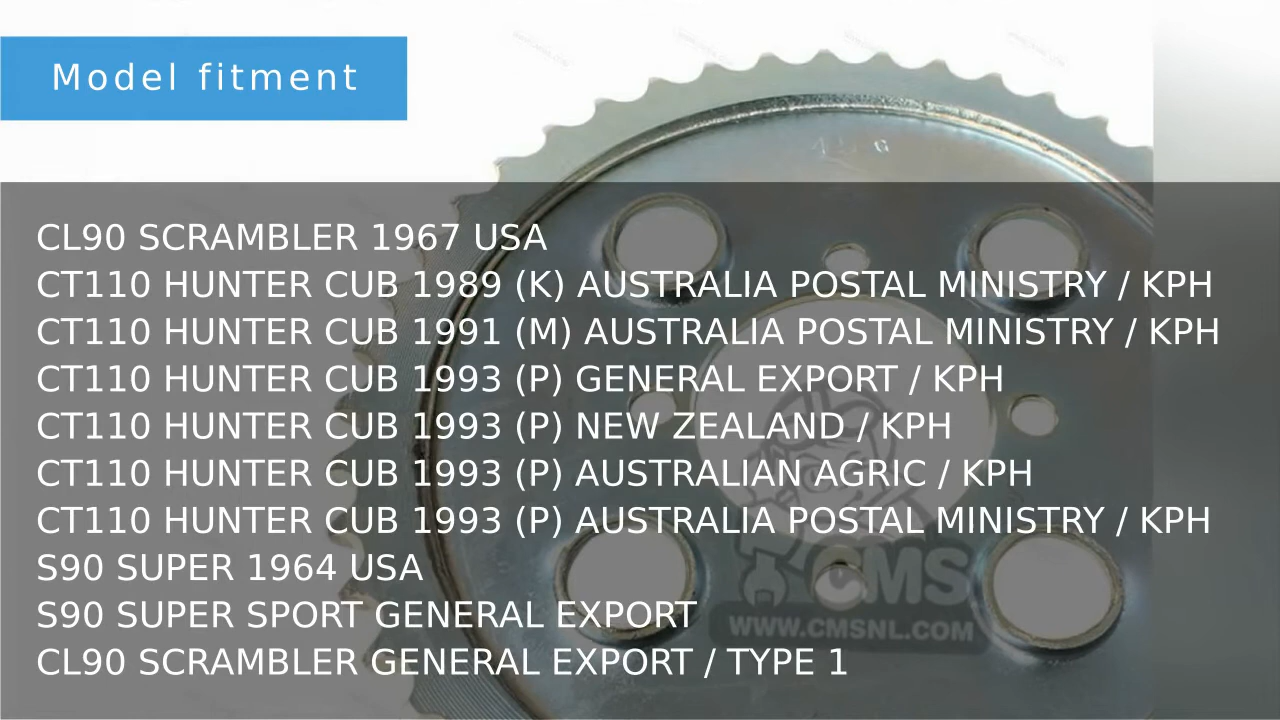 Model fitment
CL90 SCRAMBLER 1967 USA
CT110 HUNTER CUB 1989 (K) AUSTRALIA POSTAL MINISTRY / KPH
CT110 HUNTER CUB 1991 (M) AUSTRALIA POSTAL MINISTRY / KPH
CT110 HUNTER CUB 1993 (P) GENERAL EXPORT / KPH
CT110 HUNTER CUB 1993 (P) NEW ZEALAND / KPH
CT110 HUNTER CUB 1993 (P) AUSTRALIAN AGRIC / KPH
CT110 HUNTER CUB 1993 (P) AUSTRALIA POSTAL MINISTRY / KPH
S90 SUPER 1964 USA
S90 SUPER SPORT GENERAL EXPORT
CL90 SCRAMBLER GENERAL EXPORT / TYPE 1
CMS
WWW.CMSNL.COM